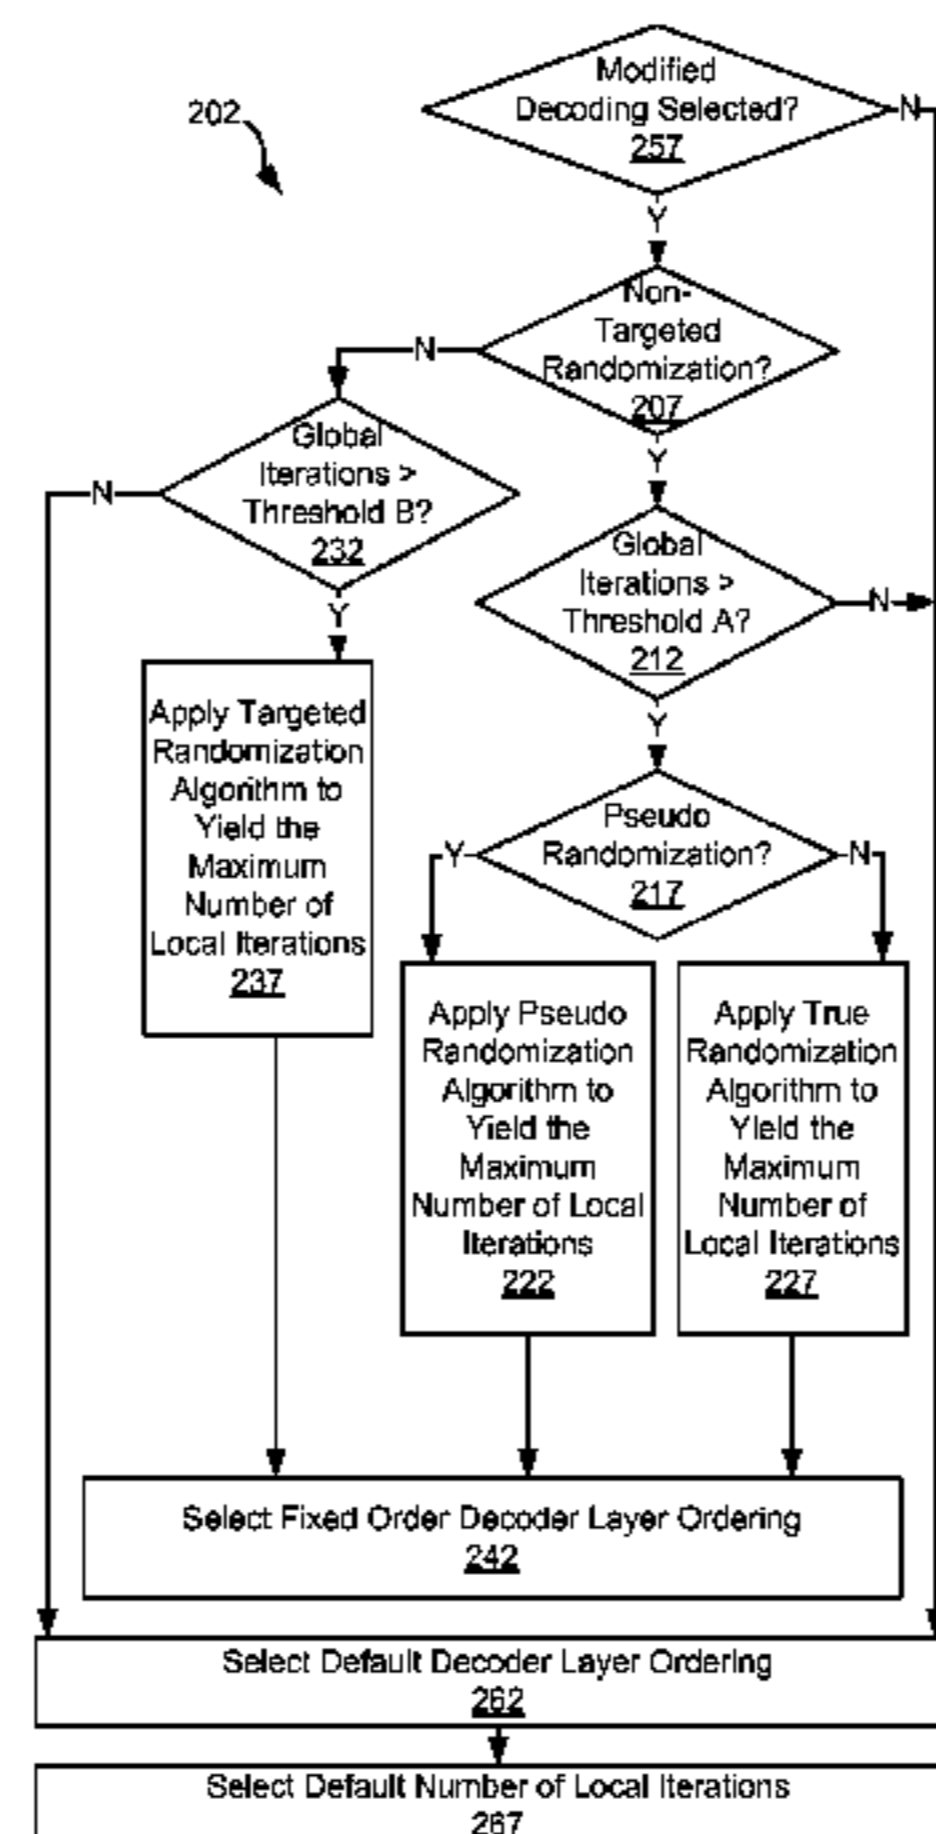 202
Modified
Decoding Selected?
257
N
Y
Non-
Targeted
Randomization?
207
N
Y
Global
Iterations >
Threshold B?
232
N
Y
Global
Iterations >
Threshold A?
212
N
Y
Apply Targeted
Randomization
Algorithm to
Yield the
Maximum
Number of
Local Iterations
237
Pseudo
Randomization?
217
Y
N
Apply Pseudo
Randomization
Algorithm to
Yield the
Maximum
Number of Local
Iterations
222
Apply True
Randomization
Algorithm to
Yield the
Maximum
Number of
Local Iterations
227
Select Fixed Order Decoder Layer Ordering
242
Select Default Decoder Layer Ordering
262
Select Default Number of Local Iterations
267